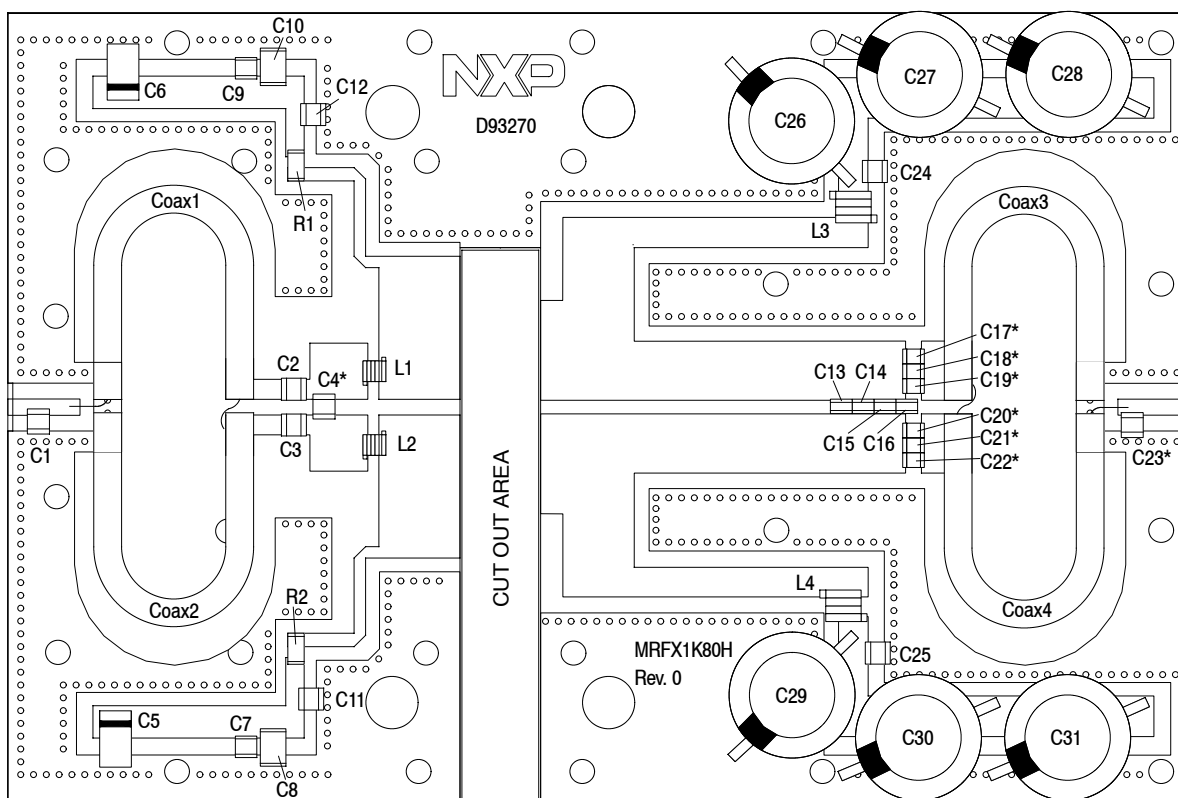 C10
C6
C9
C12
NXP
D93270
C26
C27
C28
C24
Coax1
R1
L3
Coax3
C2
C4*
L1
C13
C14
C17*
C18*
C19*
C1
C3
L2
C15
C16
C20*
C21*
C22*
C23*
CUT OUT AREA
Coax2
R2
L4
Coax4
MRFX1K80H
Rev. 0
C25
C5
C7
C11
C8
C29
C30
C31